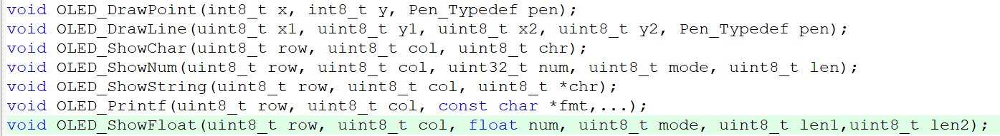 void OLED_DrawPoint(int8_t x, int8_t y, Pen_Typedef pen);
void OLED_DrawLine(uint8_t x1, uint8_t y1, uint8_t x2, uint8_t y2, Pen_Typedef pen);
void OLED_ShowChar(uint8_t row, uint8_t col, uint8_t chr);
void OLED_ShowNum(uint8_t row, uint8_t col, uint32_t num, uint8_t mode, uint8_t len);
void OLED_ShowString(uint8_t row, uint8_t col, uint8_t *chr);
void OLED_Printf(uint8_t row, uint8_t col, const char *fmt,...);
void OLED_ShowFloat(uint8_t row, uint8_t col, float num, uint8_t mode, uint8_t len1,uint8_t len2);